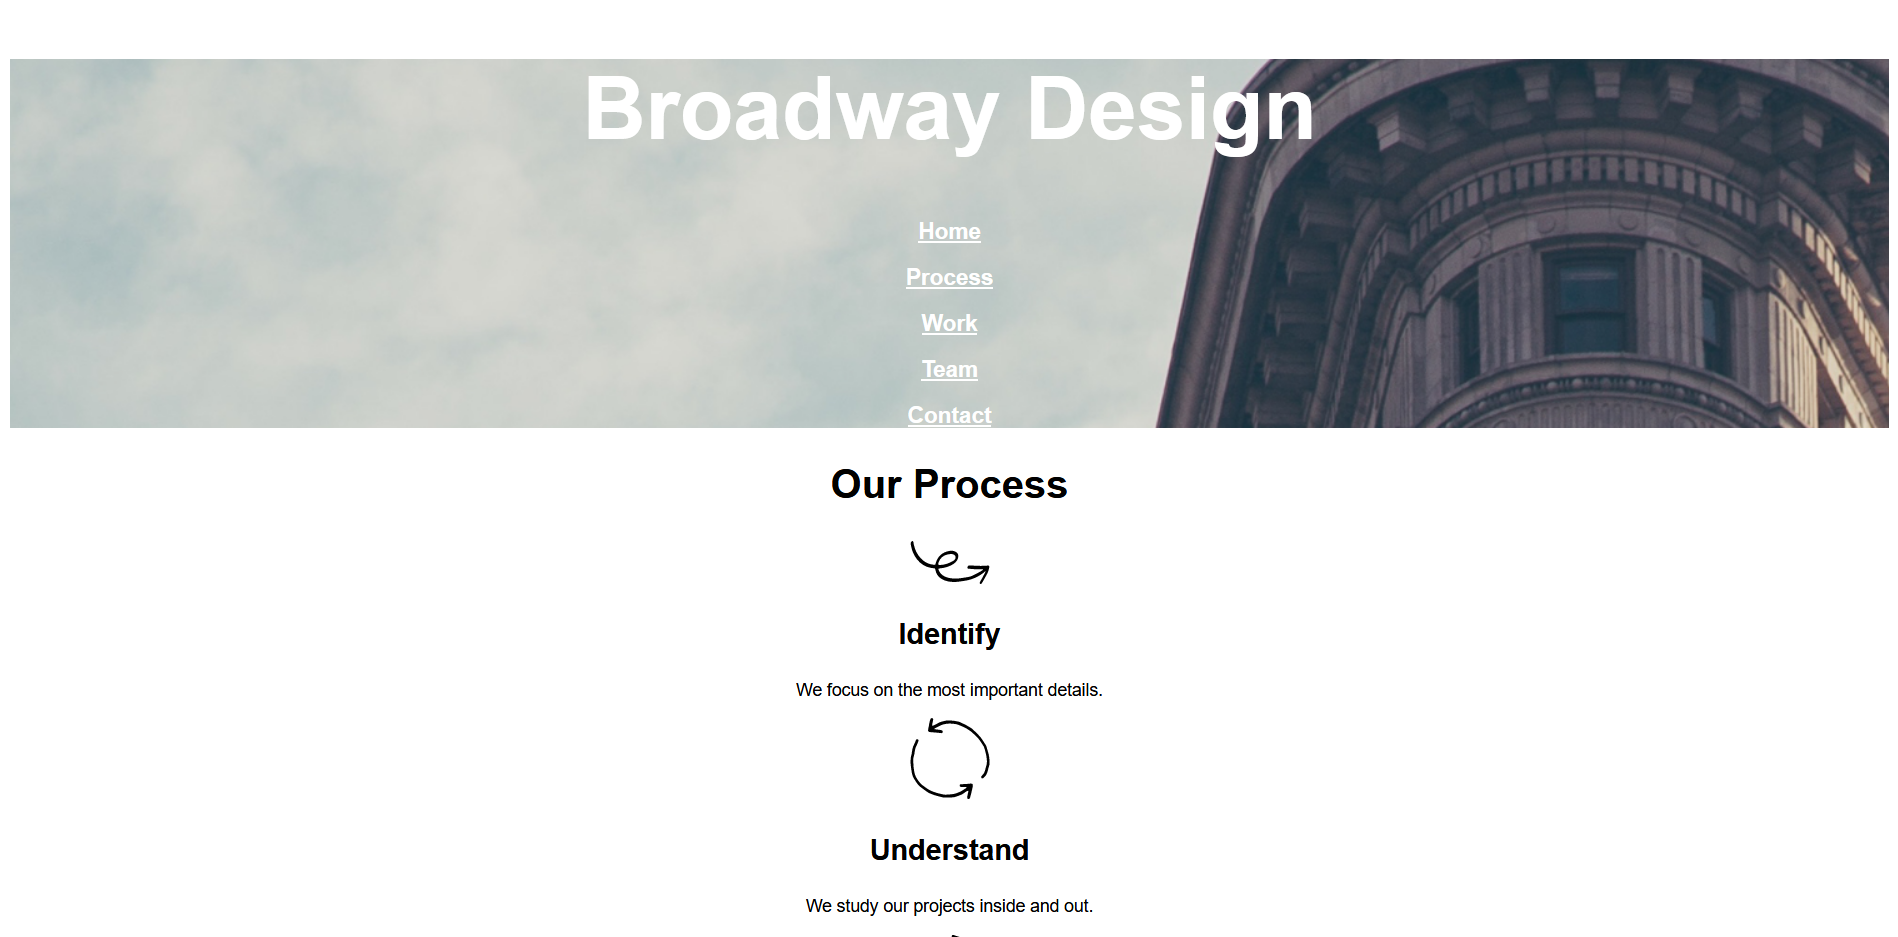 Broadway Design
Home
Process
Work
Team
Contact
Our Process
Identify
We focus on the most important details.
Understand
We study our projects inside and out.